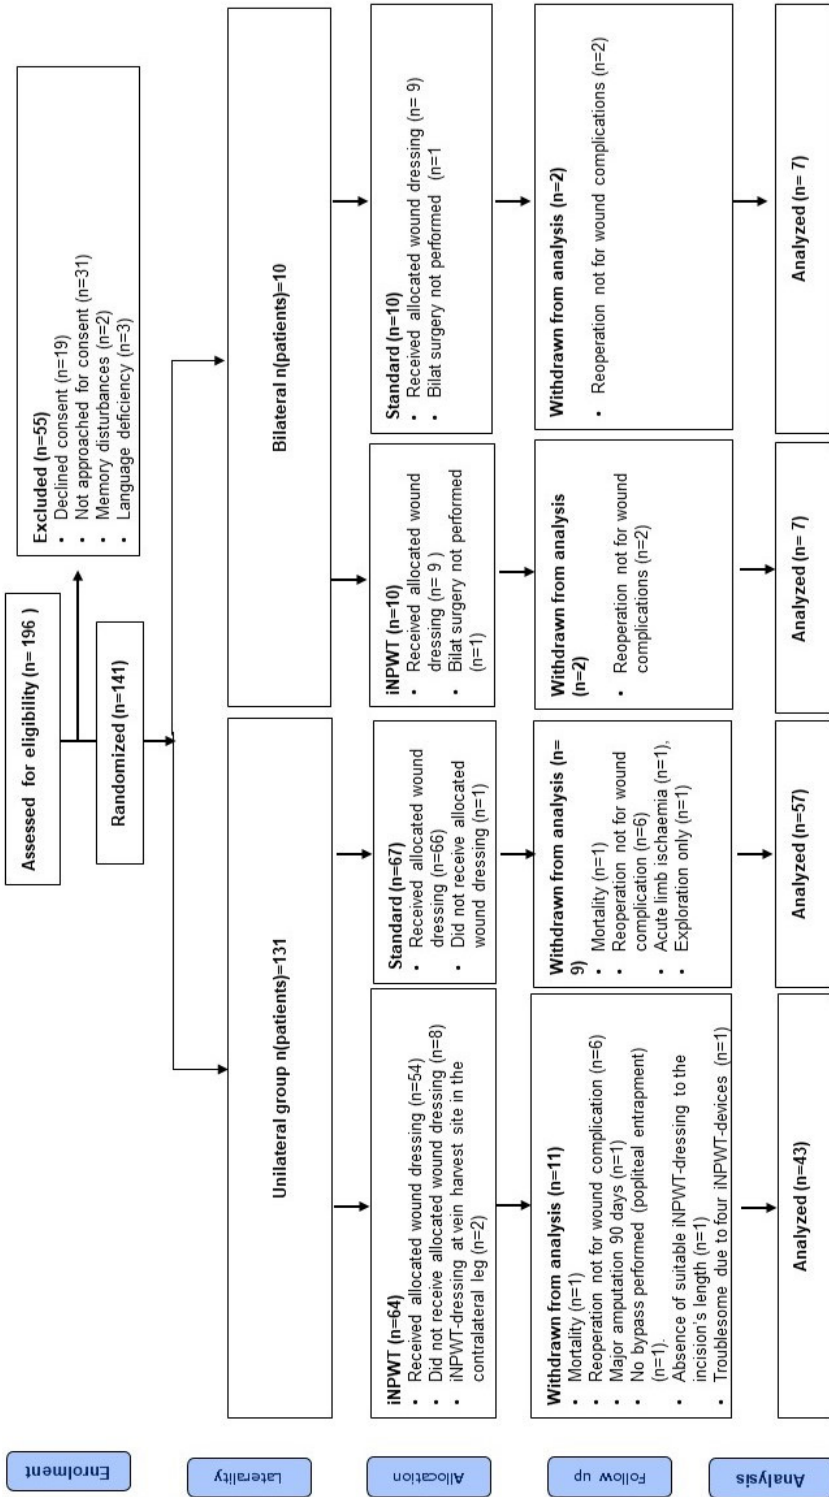 Enrolment
Assessed for eligibility (n= 196 )
Excluded (n=55)
• Declined consent (n=19)
• Not approached for consent (n=31)
• Memory disturbances (n=2)
• Language deficiency (n=3)
Randomized (n=141)
Laterality
Unilateral group n(patients)=131
Bilateral n(patients)=10
Allocation
iNPWT (n=64)
• Received allocated wound dressing (n=54)
• Did not receive allocated wound dressing (n=8)
• iNPWT-dressing at vein harvest site in the
contralateral leg (n=2)
Standard (n=67)
• Received allocated wound
dressing (n=66)
• Did not receive allocated
wound dressing (n=1)
iNPWT (n=10)
• Received allocated wound
dressing (n= 9 )
• Bilat surgery not performed
(n=1)
Standard (n=10)
• Received allocated wound dressing (n= 9)
• Bilat surgery not performed (n=1
Follow up
Withdrawn from analysis (n=11)
• Mortality (n=1)
• Reoperation not for wound complication (n=6)
• Major amputation 90 days (n=1)
• No bypass performed (popliteal entrapment)
(n=1).
• Absence of suitable iNPWT-dressing to the
incision's length (n=1)
• Troublesome due to four iNPWT-devices (n=1)
Withdrawn from analysis (n=
9)
• Mortality (n=1)
• Reoperation not for wound
complication (n=6)
• Acute limb ischaemia (n=1),
• Exploration only (n=1)
Withdrawn from analysis
(n=2)
• Reoperation not for wound
complications (n=2)
Withdrawn from analysis (n=2)
• Reoperation not for wound complications (n=2)
Analysis
Analyzed (n=43)
Analyzed (n=57)
Analyzed (n= 7)
Analyzed (n= 7)